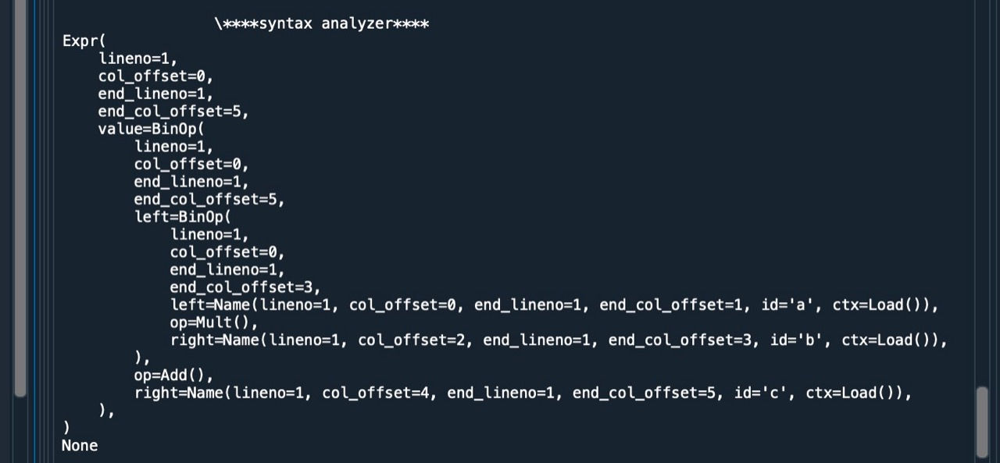 \****syntax analyzer****
Expr(
    lineno=1,
    col_offset=0,
    end_lineno=1,
    end_col_offset=5,
    value=BinOp(
        lineno=1,
        col_offset=0,
        end_lineno=1,
        end_col_offset=5,
        left=BinOp(
            lineno=1,
            col_offset=0,
            end_lineno=1,
            end_col_offset=3,
            left=Name(lineno=1, col_offset=0, end_lineno=1, end_col_offset=1, id='a', ctx=Load()),
            op=Mult(),
            right=Name(lineno=1, col_offset=2, end_lineno=1, end_col_offset=3, id='b', ctx=Load()),
        ),
        op=Add(),
        right=Name(lineno=1, col_offset=4, end_lineno=1, end_col_offset=5, id='c', ctx=Load()),
    ),
)
None